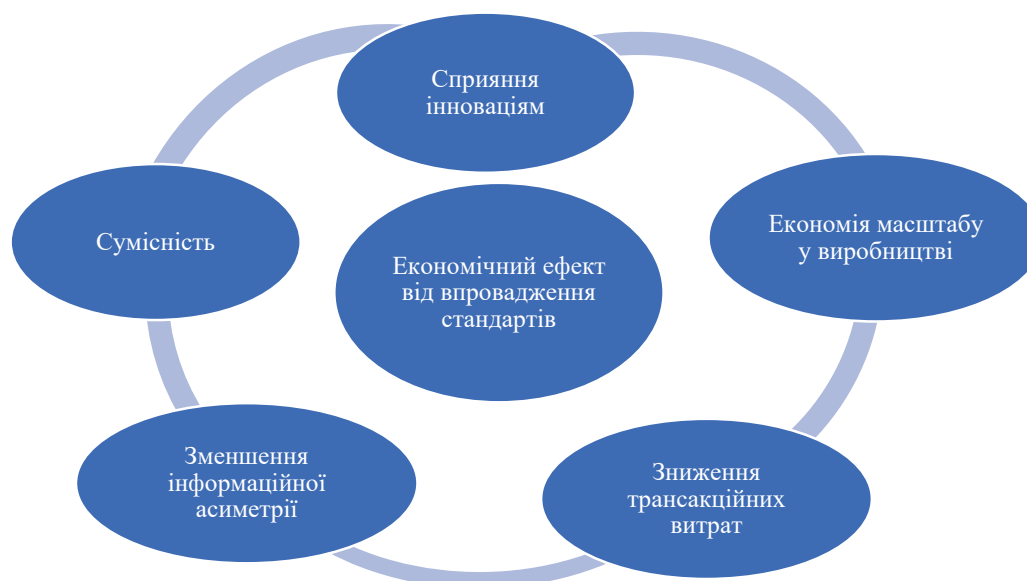 Сприяння
інноваціям
Економія масштабу
у виробництві
Сумісність
Економічний ефект
від впровадження
стандартів
Зменшення
інформаційної
асиметрії
Зниження
трансакційних
витрат